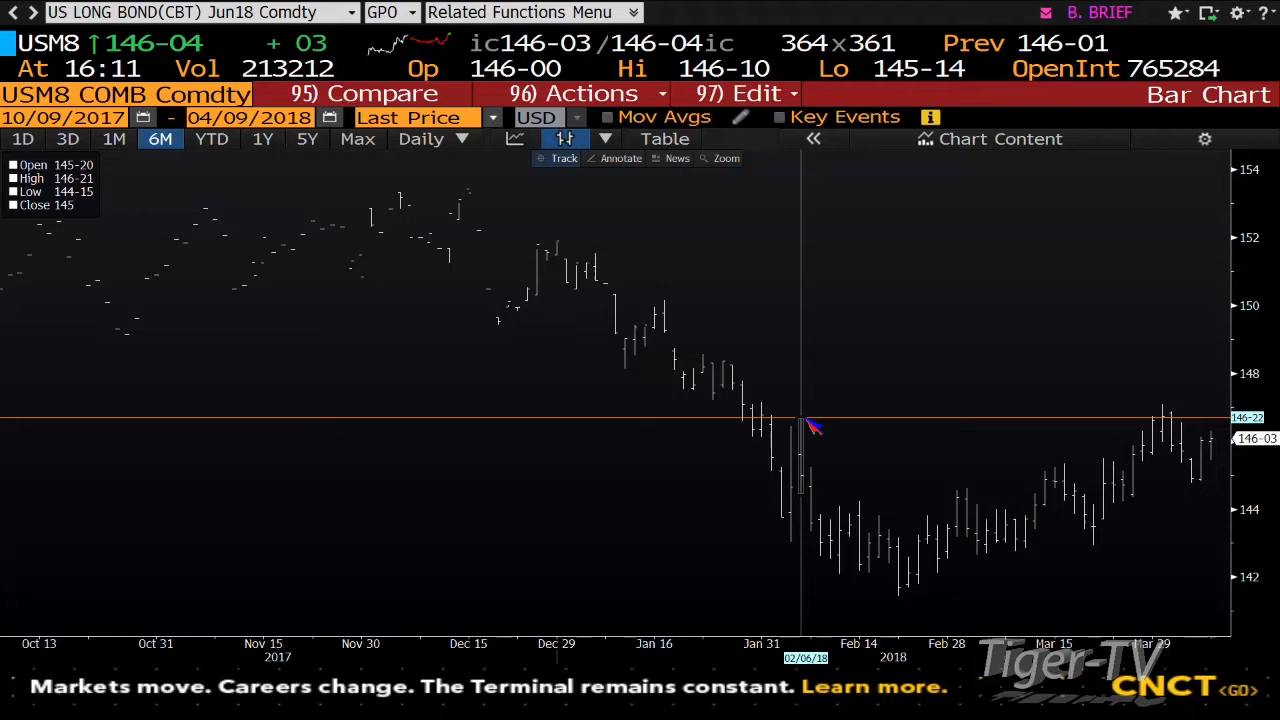 US LONG BOND(CBT) Jun18 Comdty GPO Related Functions Menu B. BRIEF ?
USM8 ↑146-04 + 03 ic146-03/146-04ic 364x361 Prev 146-01
At 16:11 Vol 213212 Op 146-00 Hi 146-10 Lo 145-14 OpenInt 765284
USM8 COMB Comdty 95) Compare 96) Actions 97) Edit Bar Chart
10/09/2017 - 04/09/2018 Last Price USD Mov Avgs Key Events i
1D 3D 1M 6M YTD 1Y 5Y Max Daily Table « Chart Content
Track Annotate News Zoom
Open 145-20
High 146-21
Low 144-15
Close 145
154
152
150
148
146-22
146-03
144
142
Oct 13 Oct 31 Nov 15 Nov 30 Dec 15 Dec 29 Jan 16 Jan 31 Feb 14 Feb 28 Mar 15 Mar 29
2017 02/06/18 2018
Tiger-TV
Markets move. Careers change. The Terminal remains constant. Learn more. CNCT <GO>